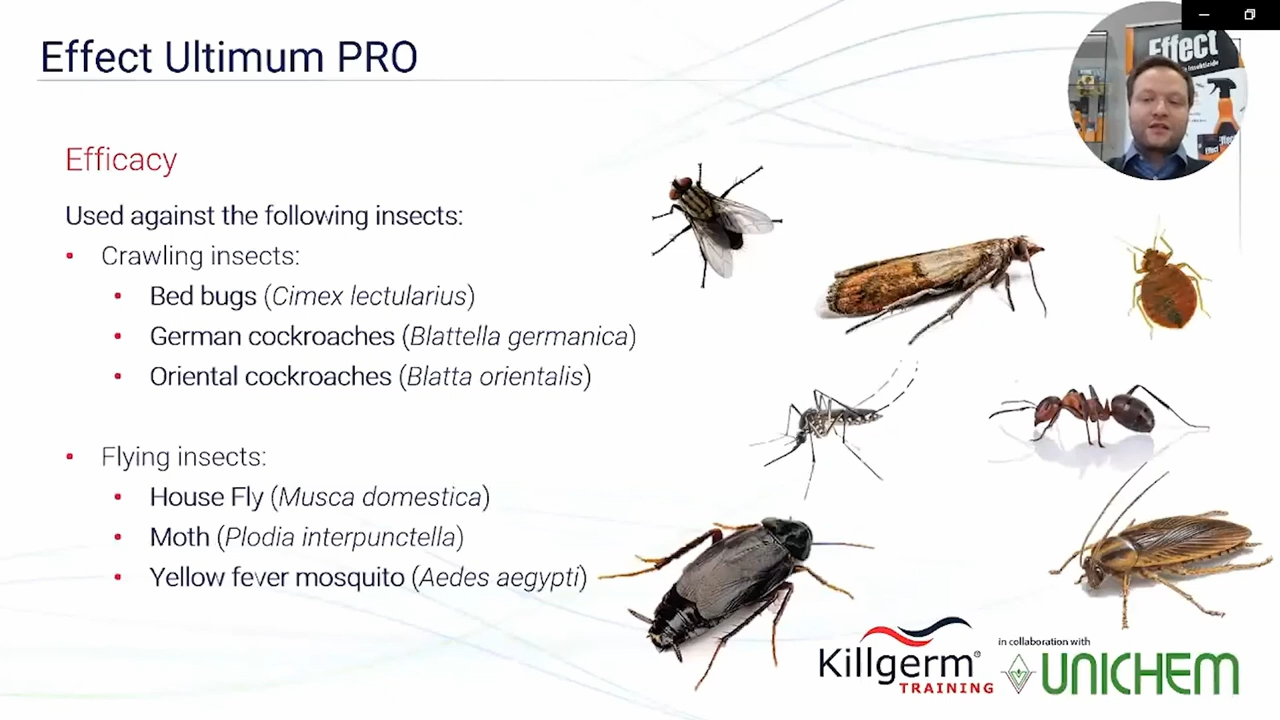 Effect Ultimum PRO
Effect
Insekticide
Efficacy
Used against the following insects:
• Crawling insects:
• Bed bugs (Cimex lectularius)
• German cockroaches (Blattella germanica)
• Oriental cockroaches (Blatta orientalis)
• Flying insects:
• House Fly (Musca domestica)
• Moth (Plodia interpunctella)
• Yellow fever mosquito (Aedes aegypti)
Killgerm®
TRAINING
in collaboration with
UNICHEM